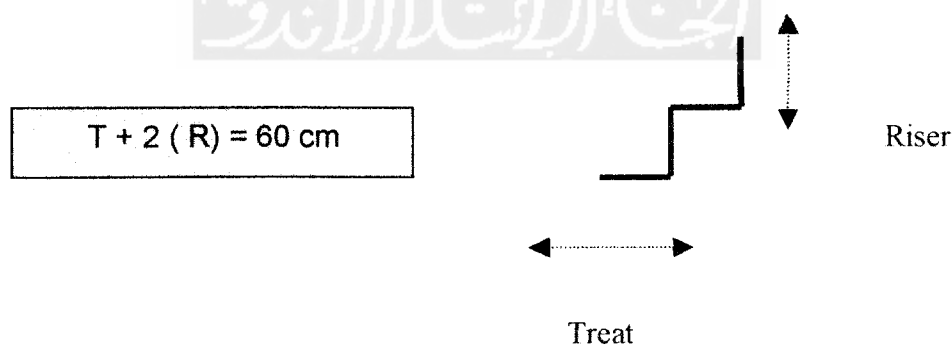 T + 2 ( R) = 60 cm
Riser
Treat